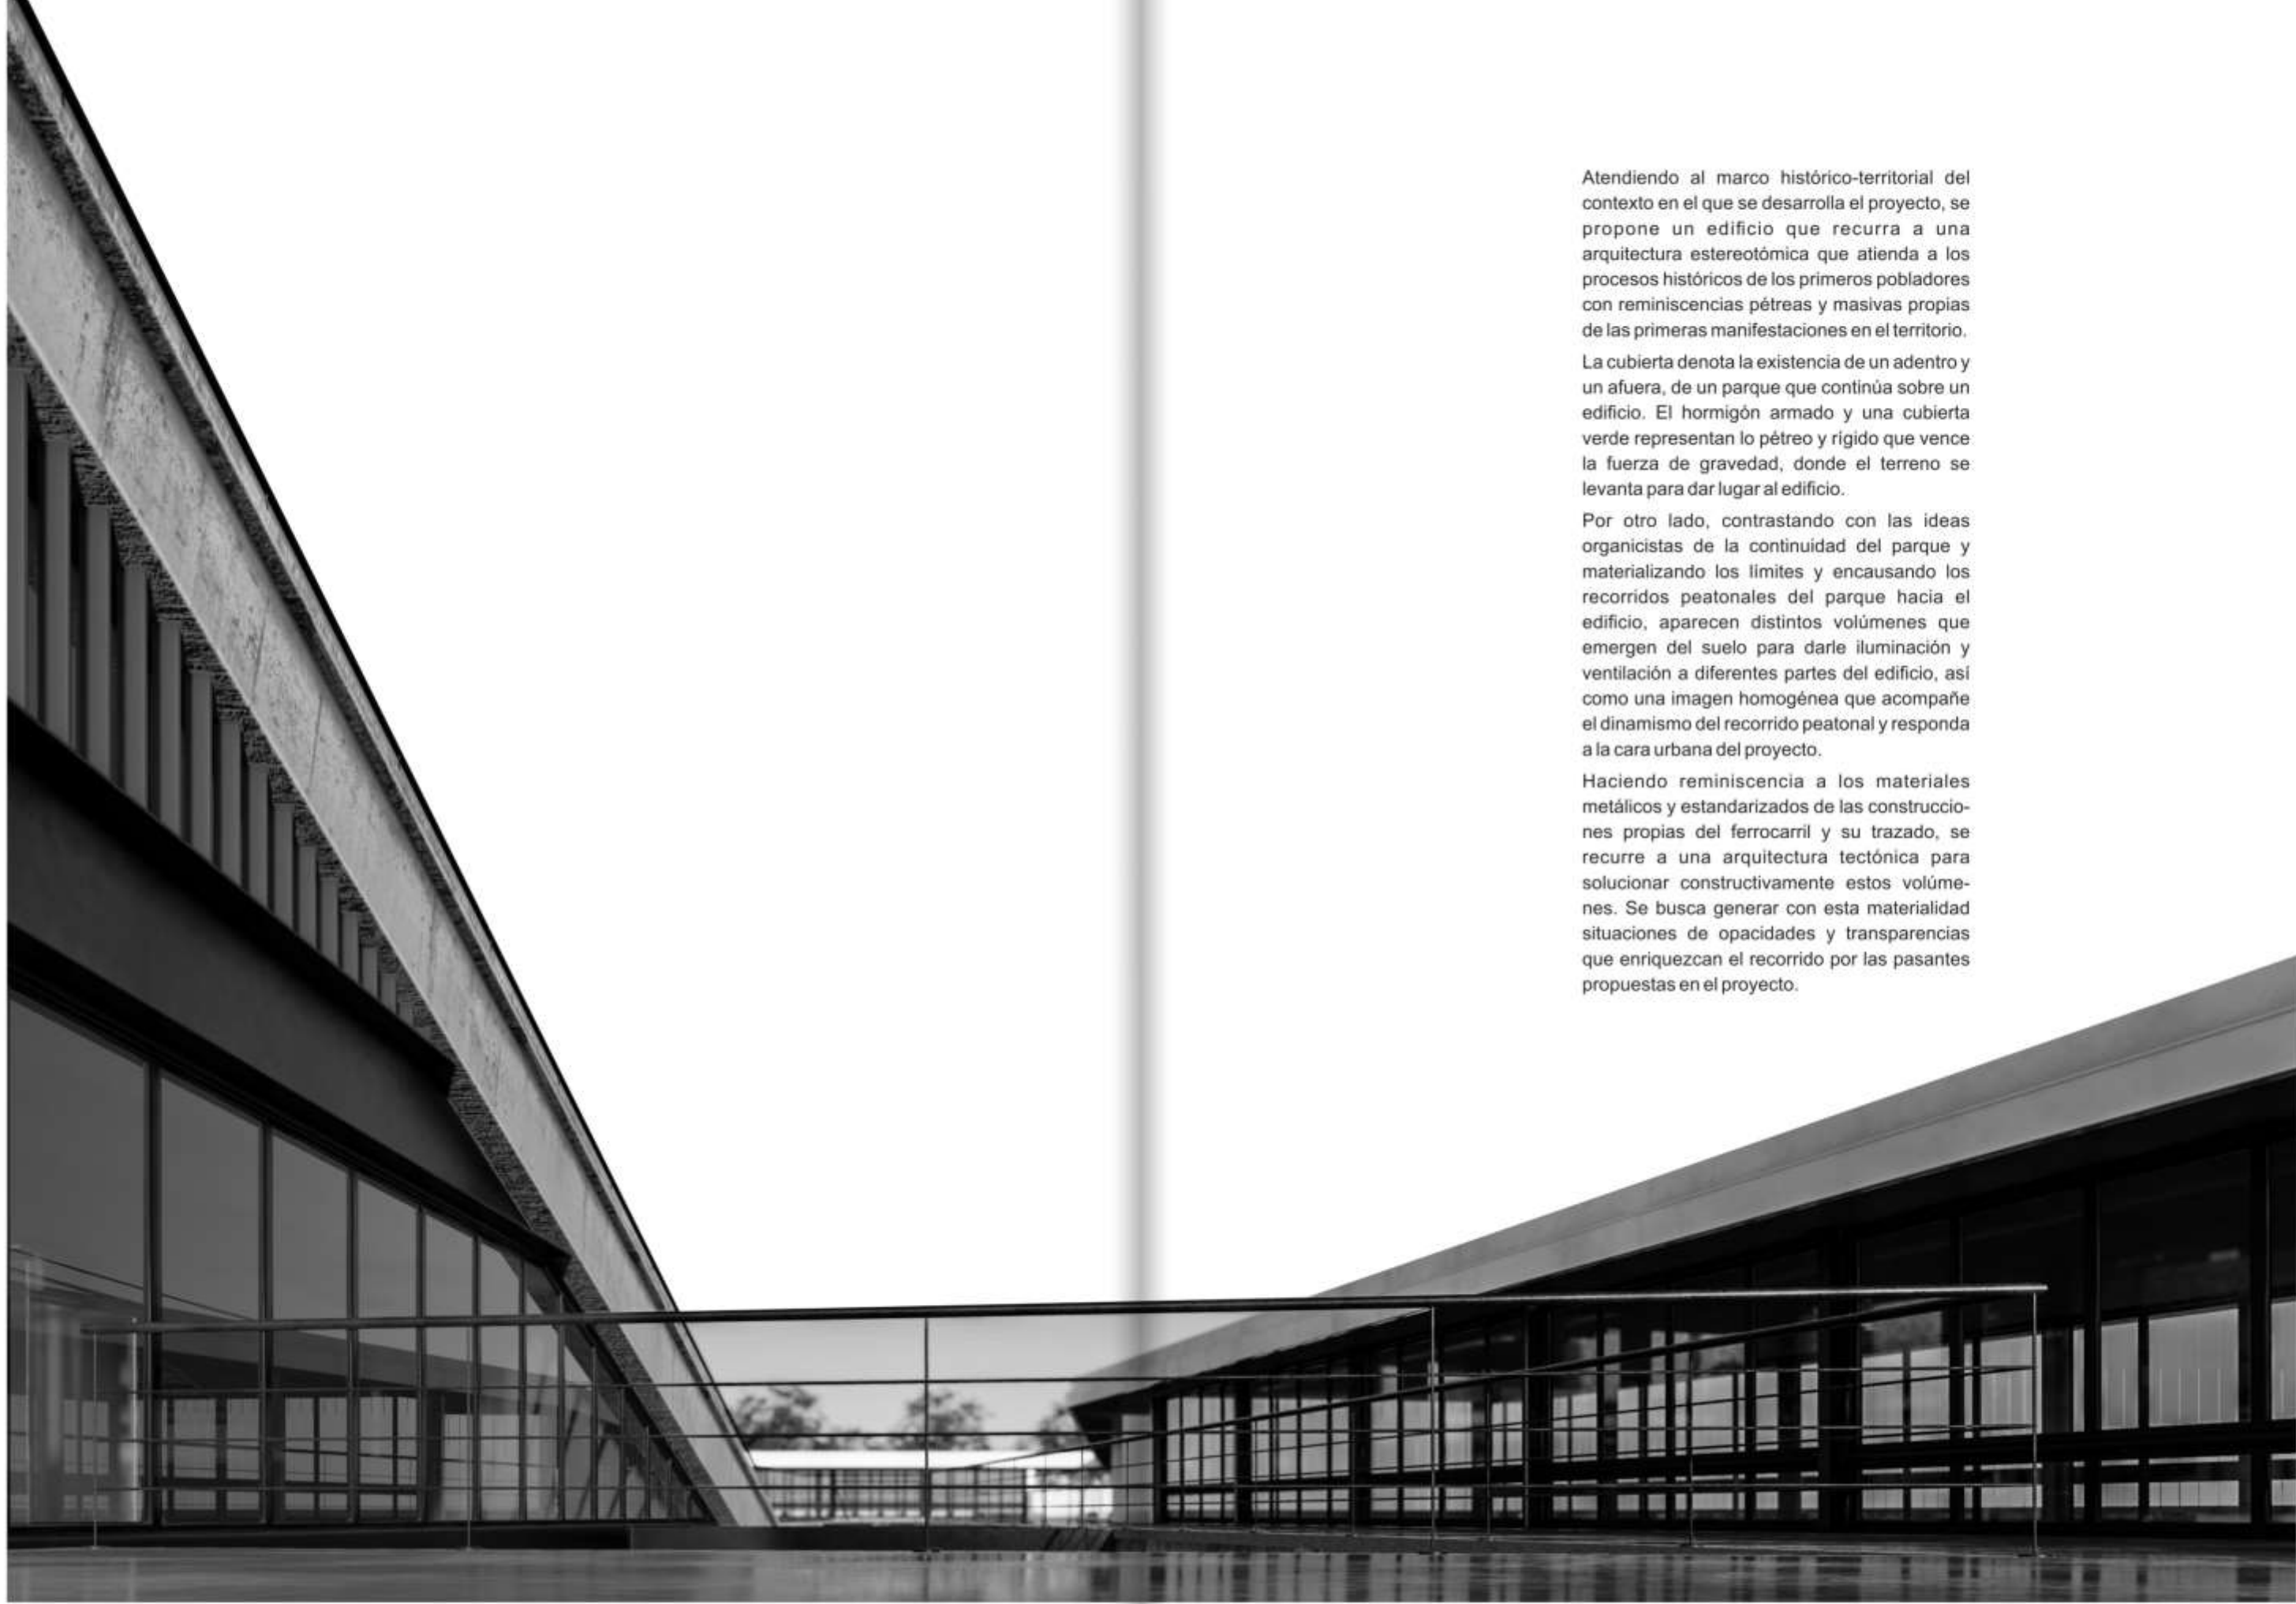 Atendiendo al marco histórico-territorial del
contexto en el que se desarrolla el proyecto, se
propone un edificio que recurra a una
arquitectura estereotómica que atienda a los
procesos históricos de los primeros pobladores
con reminiscencias pétreas y masivas propias
de las primeras manifestaciones en el territorio.
La cubierta denota la existencia de un adentro y
un afuera, de un parque que continúa sobre un
edificio. El hormigón armado y una cubierta
verde representan lo pétreo y rígido que vence
la fuerza de gravedad, donde el terreno se
levanta para dar lugar al edificio.
Por otro lado, contrastando con las ideas
organicistas de la continuidad del parque y
materializando los límites y encausando los
recorridos peatonales del parque hacia el
edificio, aparecen distintos volúmenes que
emergen del suelo para darle iluminación y
ventilación a diferentes partes del edificio, así
como una imagen homogénea que acompañe
el dinamismo del recorrido peatonal y responda
a la cara urbana del proyecto.
Haciendo reminiscencia a los materiales
metálicos y estandarizados de las construccio-
nes propias del ferrocarril y su trazado, se
recurre a una arquitectura tectónica para
solucionar constructivamente estos volúme-
nes. Se busca generar con esta materialidad
situaciones de opacidades y transparencias
que enriquezcan el recorrido por las pasantes
propuestas en el proyecto.